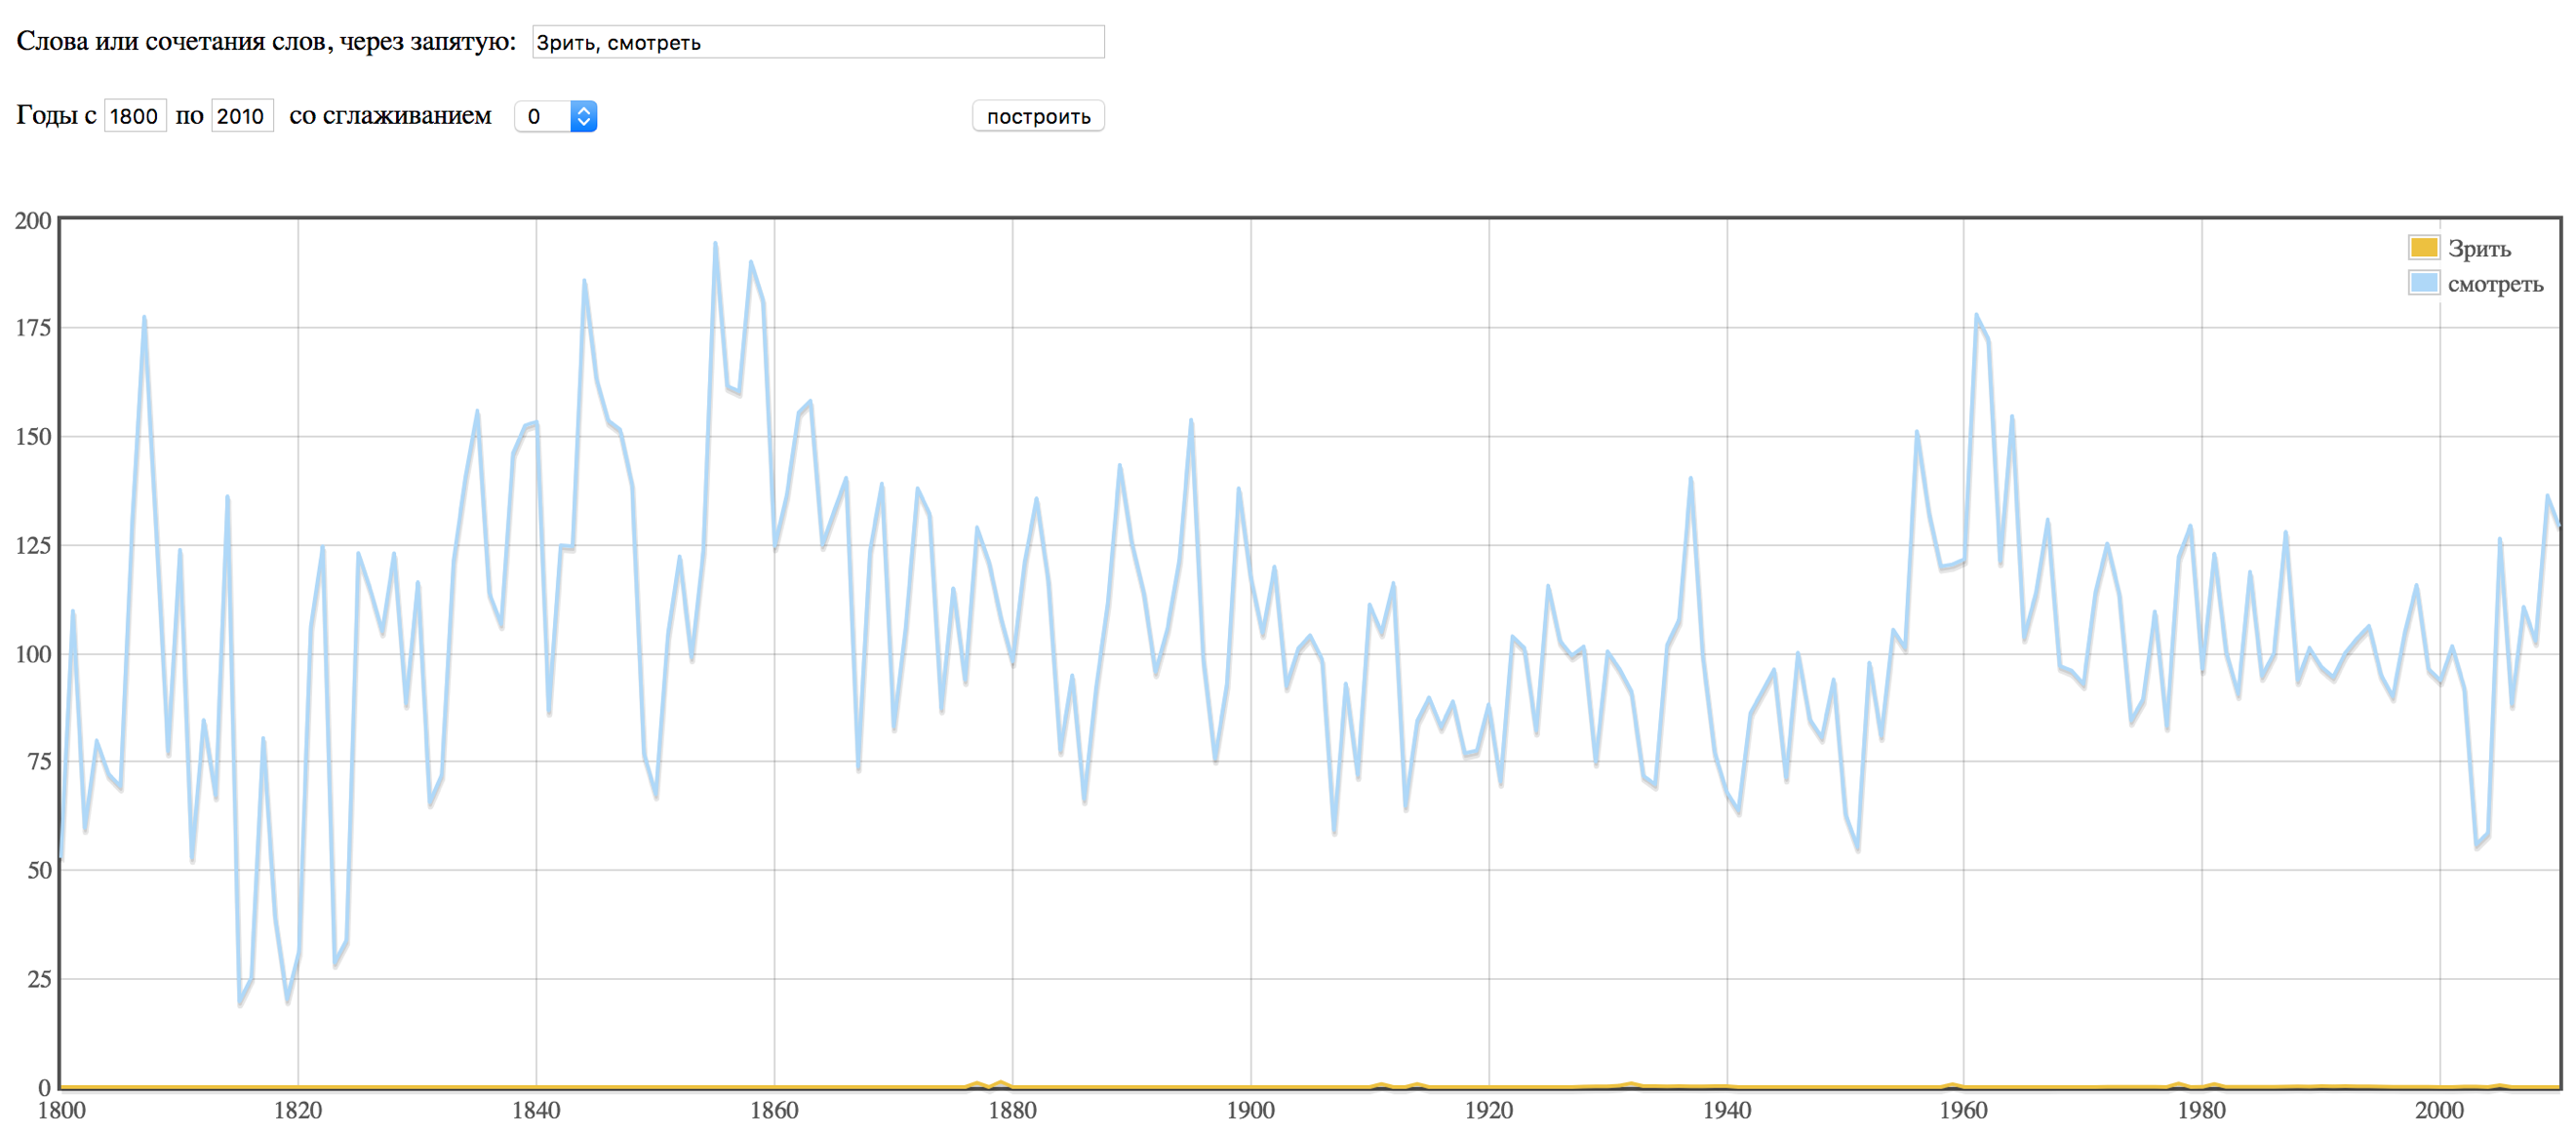 Слова или сочетания слов, через запятую: Зрить, смотреть
Годы с 1800 по 2010 со сглаживанием 0 построить
200
Зрить
смотреть
175
150
125
100
75
50
25
0
1800 1820 1840 1860 1880 1900 1920 1940 1960 1980 2000